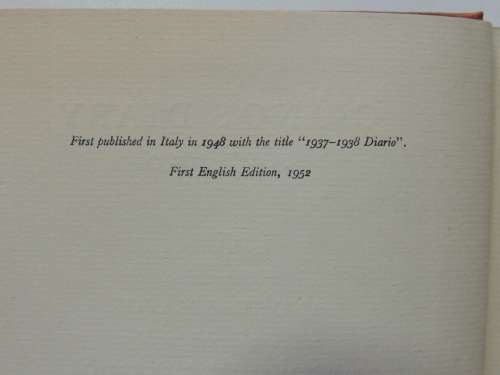 First published in Italy in 1948 with the title “1937–1938 Diario”.
First English Edition, 1952